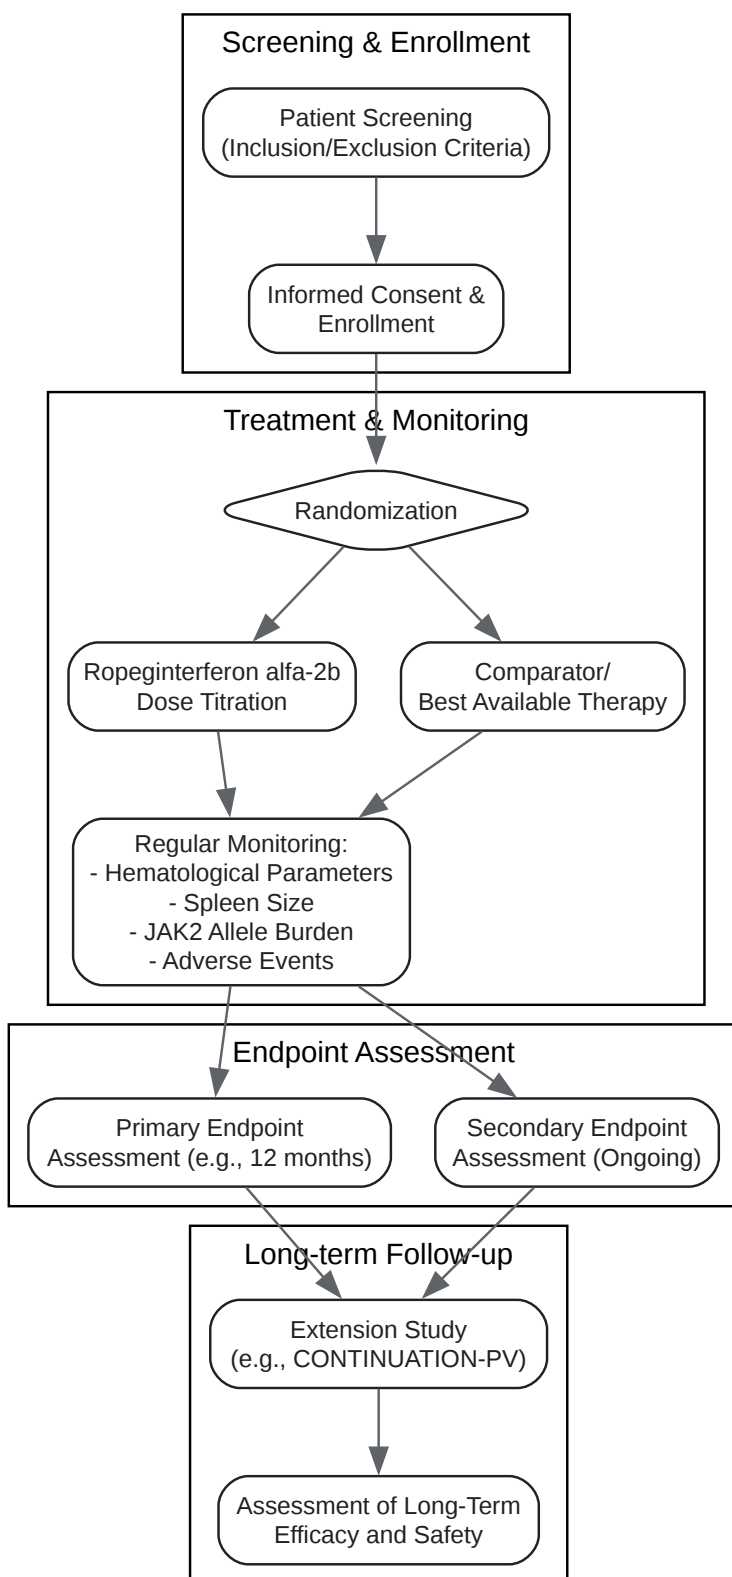 Screening & Enrollment
Patient Screening
(Inclusion/Exclusion Criteria)
Informed Consent &
Enrollment
Treatment & Monitoring
Randomization
Ropeginterferon alfa-2b
Dose Titration
Comparator/
Best Available Therapy
Regular Monitoring:
- Hematological Parameters
- Spleen Size
- JAK2 Allele Burden
- Adverse Events
Endpoint Assessment
Primary Endpoint
Assessment (e.g., 12 months)
Secondary Endpoint
Assessment (Ongoing)
Long-term Follow-up
Extension Study
(e.g., CONTINUATION-PV)
Assessment of Long-Term
Efficacy and Safety